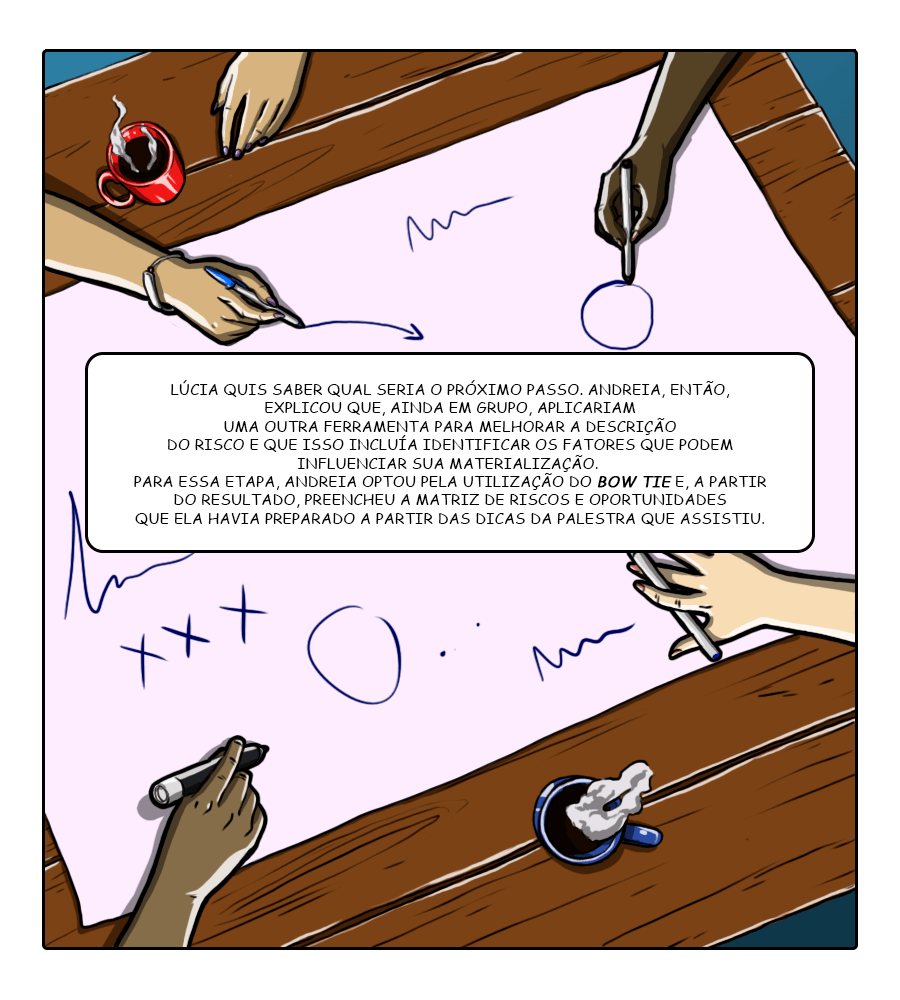 LÚCIA QUIS SABER QUAL SERIA O PRÓXIMO PASSO. ANDREIA, ENTÃO,
EXPLICOU QUE, AINDA EM GRUPO, APLICARIAM
UMA OUTRA FERRAMENTA PARA MELHORAR A DESCRIÇÃO
DO RISCO E QUE ISSO INCLUÍA IDENTIFICAR OS FATORES QUE PODEM
INFLUENCIAR SUA MATERIALIZAÇÃO.
PARA ESSA ETAPA, ANDREIA OPTOU PELA UTILIZAÇÃO DO BOW TIE E, A PARTIR
DO RESULTADO, PREENCHEU A MATRIZ DE RISCOS E OPORTUNIDADES
QUE ELA HAVIA PREPARADO A PARTIR DAS DICAS DA PALESTRA QUE ASSISTIU.